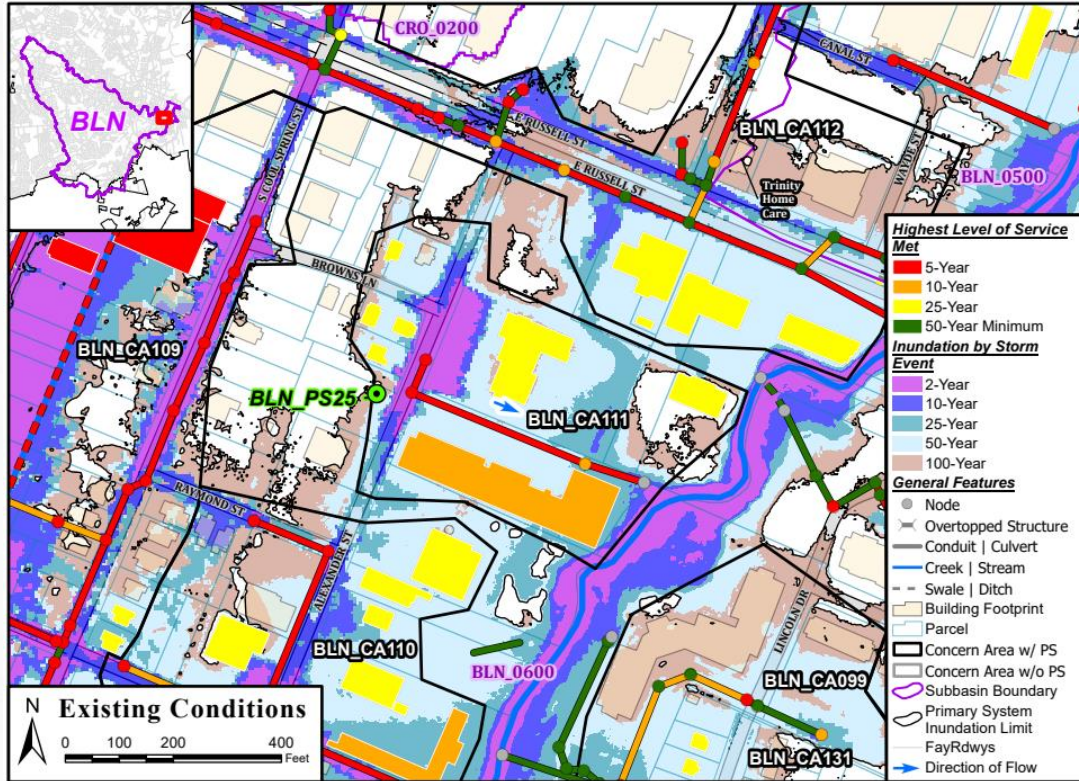 BLN
CRO_0200
CANAL ST
E RUSSELL ST
S COOL SPRING ST
BLN_CA112
E RUSSELL ST
WADE ST
BLN_0500
Trinity
Home
Care
BROWNS LN
BLN_CA109
BLN_PS25
BLN_CA111
RAYMOND ST
ALEXANDER ST
LINCOLN DR
BLN_CA110
BLN_0600
BLN_CA099
BLN_CA131
Highest Level of Service
Met
5-Year
10-Year
25-Year
50-Year Minimum
Inundation by Storm
Event
2-Year
10-Year
25-Year
50-Year
100-Year
General Features
Node
Overtopped Structure
Conduit | Culvert
Creek | Stream
Swale | Ditch
Building Footprint
Parcel
Concern Area w/ PS
Concern Area w/o PS
Subbasin Boundary
Primary System
Inundation Limit
FayRdwys
Direction of Flow
N
Existing Conditions
0 100 200 400
Feet